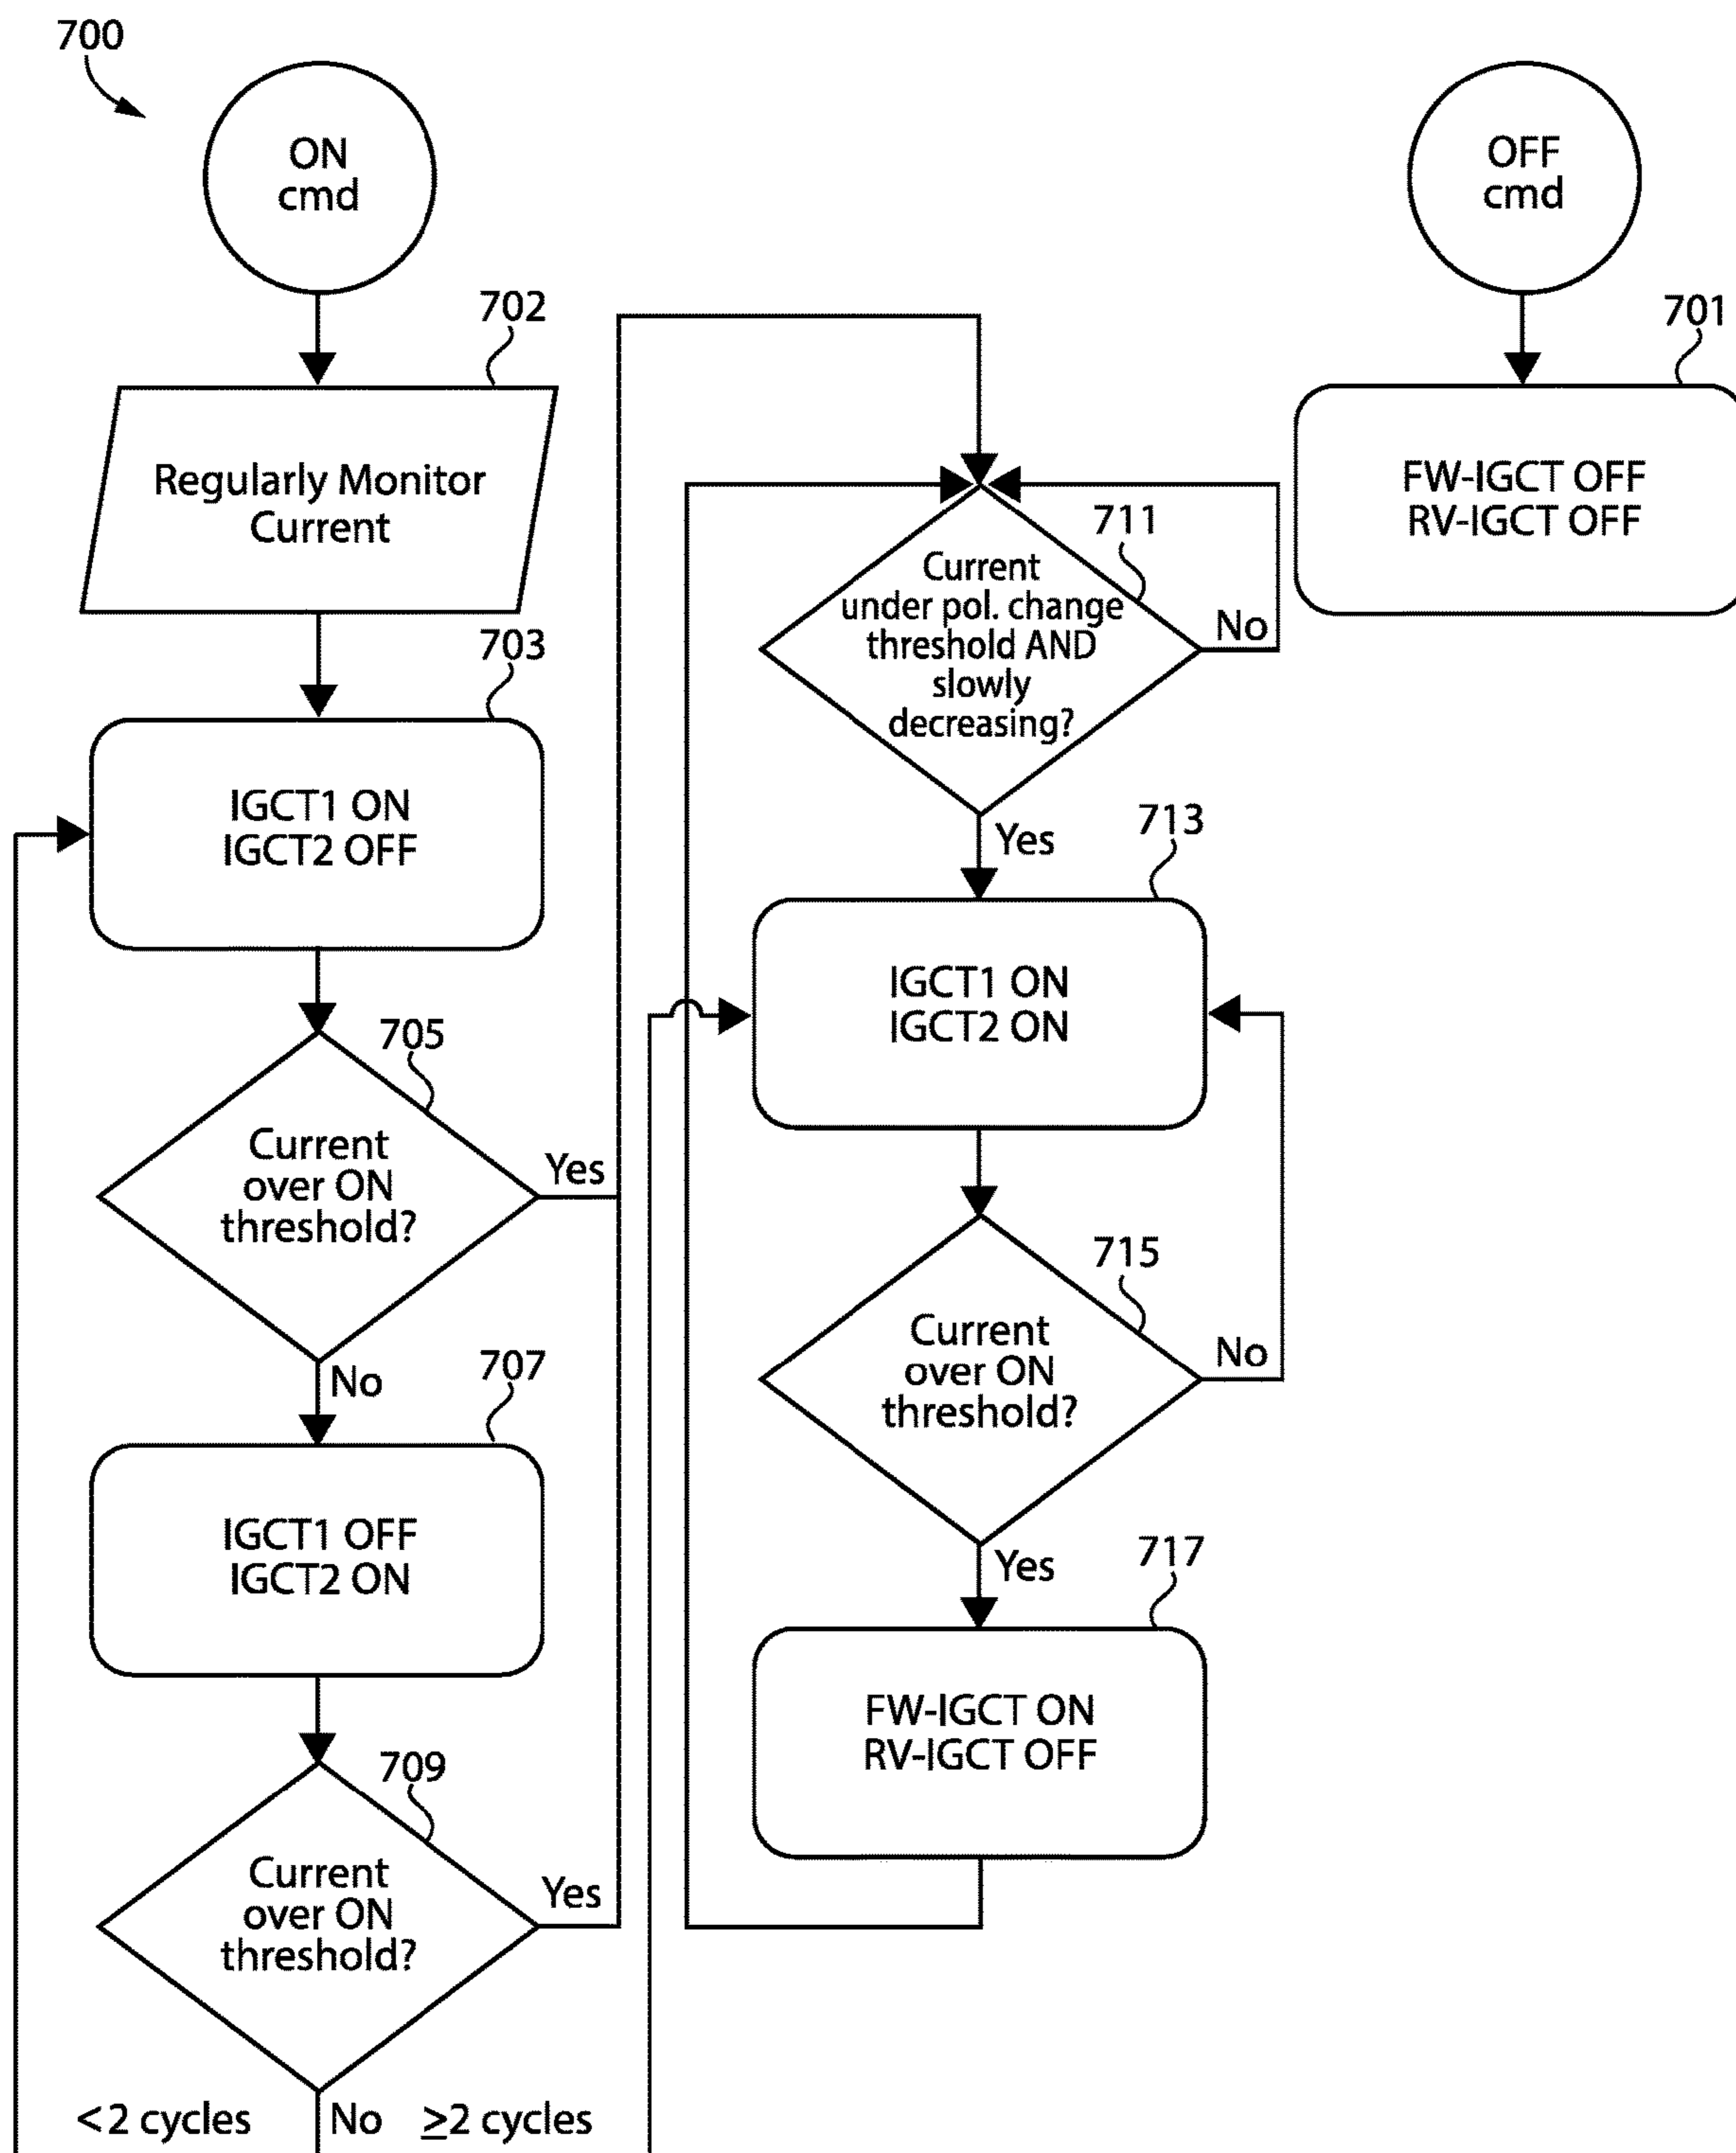 700
ON
cmd
702
Regularly Monitor
Current
703
IGCT1 ON
IGCT2 OFF
705
Current
over ON
threshold?
Yes
No
707
IGCT1 OFF
IGCT2 ON
709
Current
over ON
threshold?
Yes
<2 cycles
No
≥2 cycles
711
Current
under pol. change
threshold AND
slowly
decreasing?
No
Yes
713
IGCT1 ON
IGCT2 ON
715
Current
over ON
threshold?
No
Yes
717
FW-IGCT ON
RV-IGCT OFF
OFF
cmd
701
FW-IGCT OFF
RV-IGCT OFF